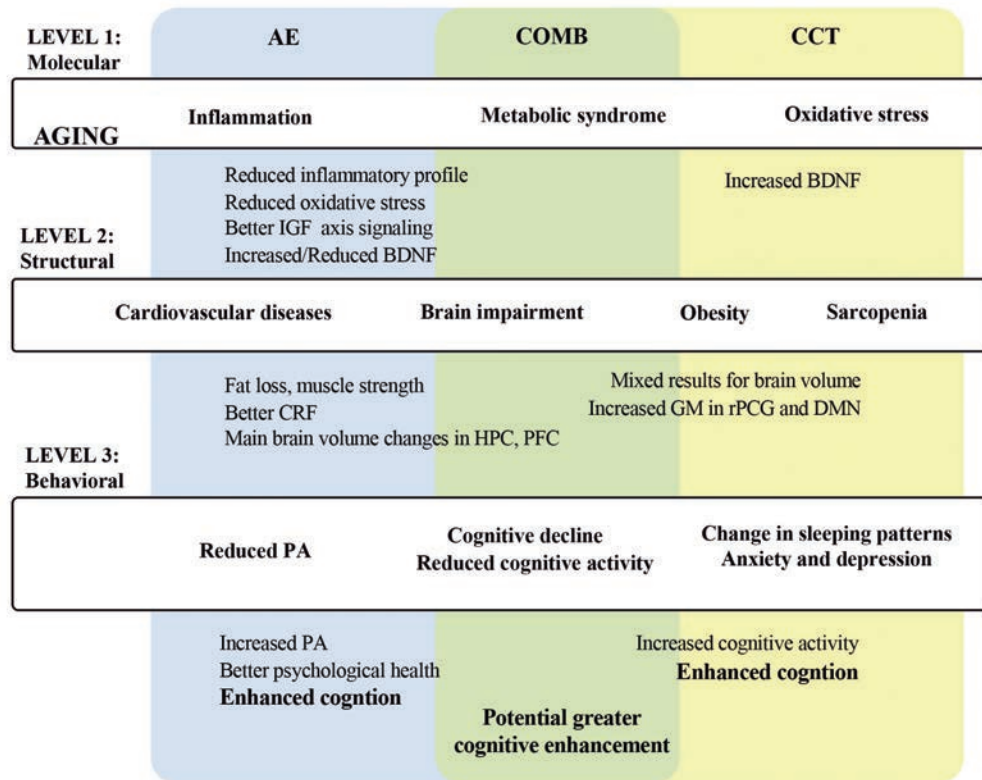 LEVEL 1:
Molecular
AE
COMB
CCT
AGING
Inflammation
Metabolic syndrome
Oxidative stress
Reduced inflammatory profile
Reduced oxidative stress
Better IGF axis signaling
Increased/Reduced BDNF
Increased BDNF
LEVEL 2:
Structural
Cardiovascular diseases
Brain impairment
Obesity
Sarcopenia
Fat loss, muscle strength
Better CRF
Main brain volume changes in HPC, PFC
Mixed results for brain volume
Increased GM in rPCG and DMN
LEVEL 3:
Behavioral
Reduced PA
Cognitive decline
Reduced cognitive activity
Change in sleeping patterns
Anxiety and depression
Increased PA
Better psychological health
Enhanced cogntion
Increased cognitive activity
Enhanced cogntion
Potential greater
cognitive enhancement